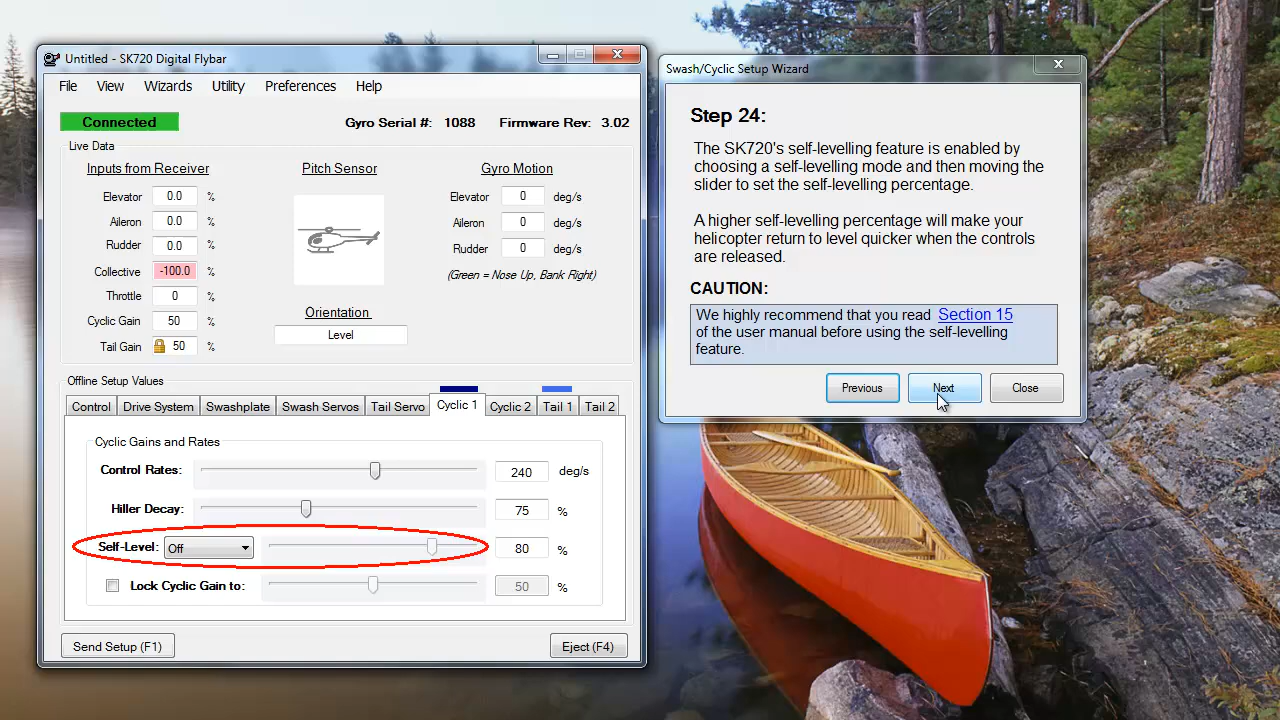 Untitled - SK720 Digital Flybar
File View Wizards Utility Preferences Help
Connected
Gyro Serial #: 1088 Firmware Rev: 3.02
Live Data
Inputs from Receiver
Elevator 0.0 %
Aileron 0.0 %
Rudder 0.0 %
Collective -100.0 %
Throttle 0 %
Cyclic Gain 50 %
Tail Gain 50 %
Pitch Sensor
Orientation
Level
Gyro Motion
Elevator 0 deg/s
Aileron 0 deg/s
Rudder 0 deg/s
(Green = Nose Up, Bank Right)
Offline Setup Values
Control Drive System Swashplate Swash Servos Tail Servo Cyclic 1 Cyclic 2 Tail 1 Tail 2
Cyclic Gains and Rates
Control Rates: 240 deg/s
Hiller Decay: 75 %
Self-Level: Off 80 %
Lock Cyclic Gain to: 50 %
Send Setup (F1) Eject (F4)
Swash/Cyclic Setup Wizard
Step 24:
The SK720's self-levelling feature is enabled by
choosing a self-levelling mode and then moving the
slider to set the self-levelling percentage.
A higher self-levelling percentage will make your
helicopter return to level quicker when the controls
are released.
CAUTION:
We highly recommend that you read Section 15
of the user manual before using the self-levelling
feature.
Previous Next Close